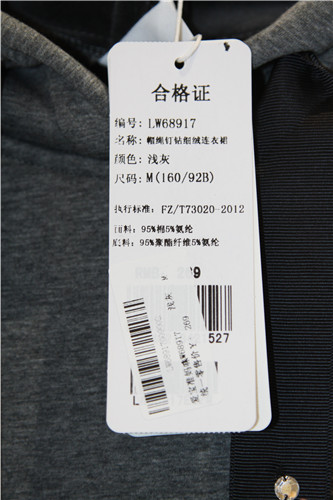 合格证
编号: LW68917
名称: 帽绳钉钻组绒连衣裙
颜色: 浅灰
尺码: M(160/92B)
执行标准: FZ/T73020-2012
面料: 95%棉5%氨纶
底料: 95%聚酯纤维5%氨纶
527